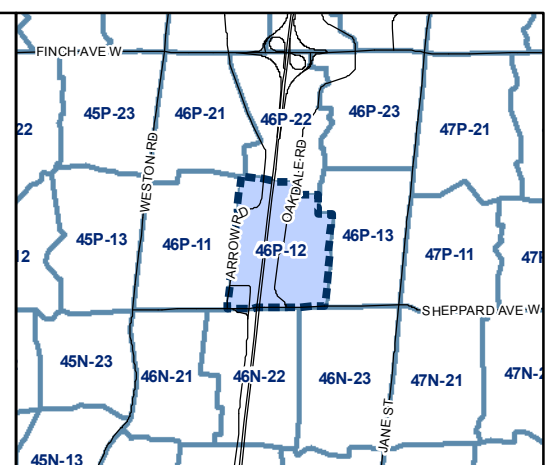 FINCH AVE W
22
45P-23
46P-21
46P-22
46P-23
47P-21
WESTON RD
OAKDALE RD
ARROW RD
45P-13
46P-11
46P-12
46P-13
47P-11
SHEPPARD AVE W
45N-23
46N-21
46N-22
46N-23
47N-21
JANE ST
45N-13